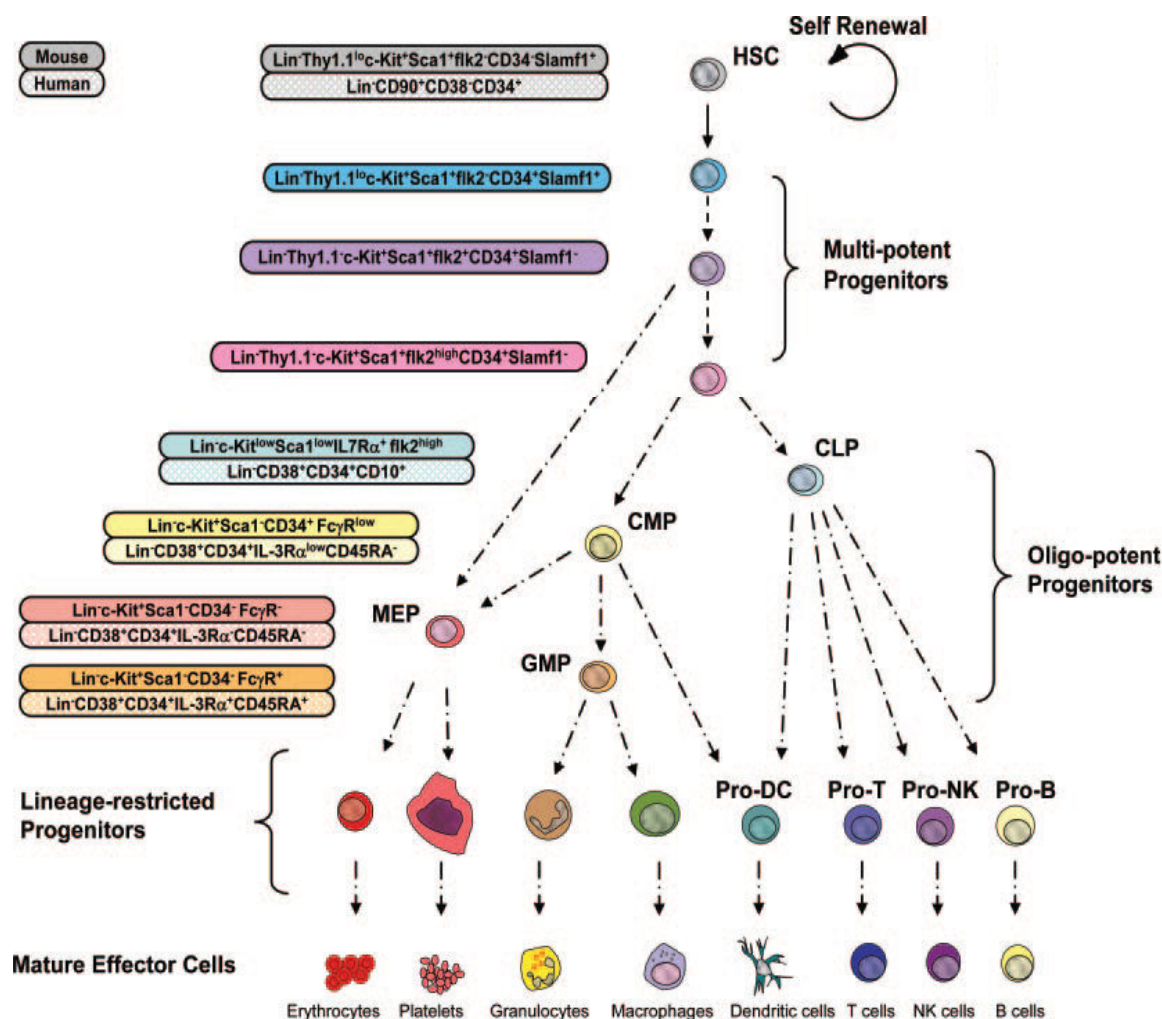 Self Renewal
Mouse
Human
Lin⁻Thy1.1ˡᵒc-Kit⁺Sca1⁺flk2⁻CD34⁻Slamf1⁺
Lin⁻CD90⁺CD38⁻CD34⁺
HSC
Lin⁻Thy1.1ˡᵒc-Kit⁺Sca1⁺flk2⁻CD34⁺Slamf1⁺
Lin⁻Thy1.1⁻c-Kit⁺Sca1⁺flk2⁺CD34⁺Slamf1⁻
Multi-potent
Progenitors
Lin⁻Thy1.1⁻c-Kit⁺Sca1⁺flk2ʰⁱᵍʰCD34⁺Slamf1⁻
Lin⁻c-KitˡᵒʷSca1ˡᵒʷIL7Rα⁺ flk2ʰⁱᵍʰ
Lin⁻CD38⁺CD34⁺CD10⁺
CLP
Lin⁻c-Kit⁺Sca1⁻CD34⁺ FcγRˡᵒʷ
Lin⁻CD38⁺CD34⁺IL-3RαˡᵒʷCD45RA⁻
CMP
Oligo-potent
Progenitors
Lin⁻c-Kit⁺Sca1⁻CD34⁻ FcγR⁻
Lin⁻CD38⁺CD34⁺IL-3Rα⁻CD45RA⁻
MEP
Lin⁻c-Kit⁺Sca1⁻CD34⁻ FcγR⁺
Lin⁻CD38⁺CD34⁺IL-3Rα⁺CD45RA⁺
GMP
Lineage-restricted
Progenitors
Pro-DC Pro-T Pro-NK Pro-B
Mature Effector Cells
Erythrocytes Platelets Granulocytes Macrophages Dendritic cells T cells NK cells B cells